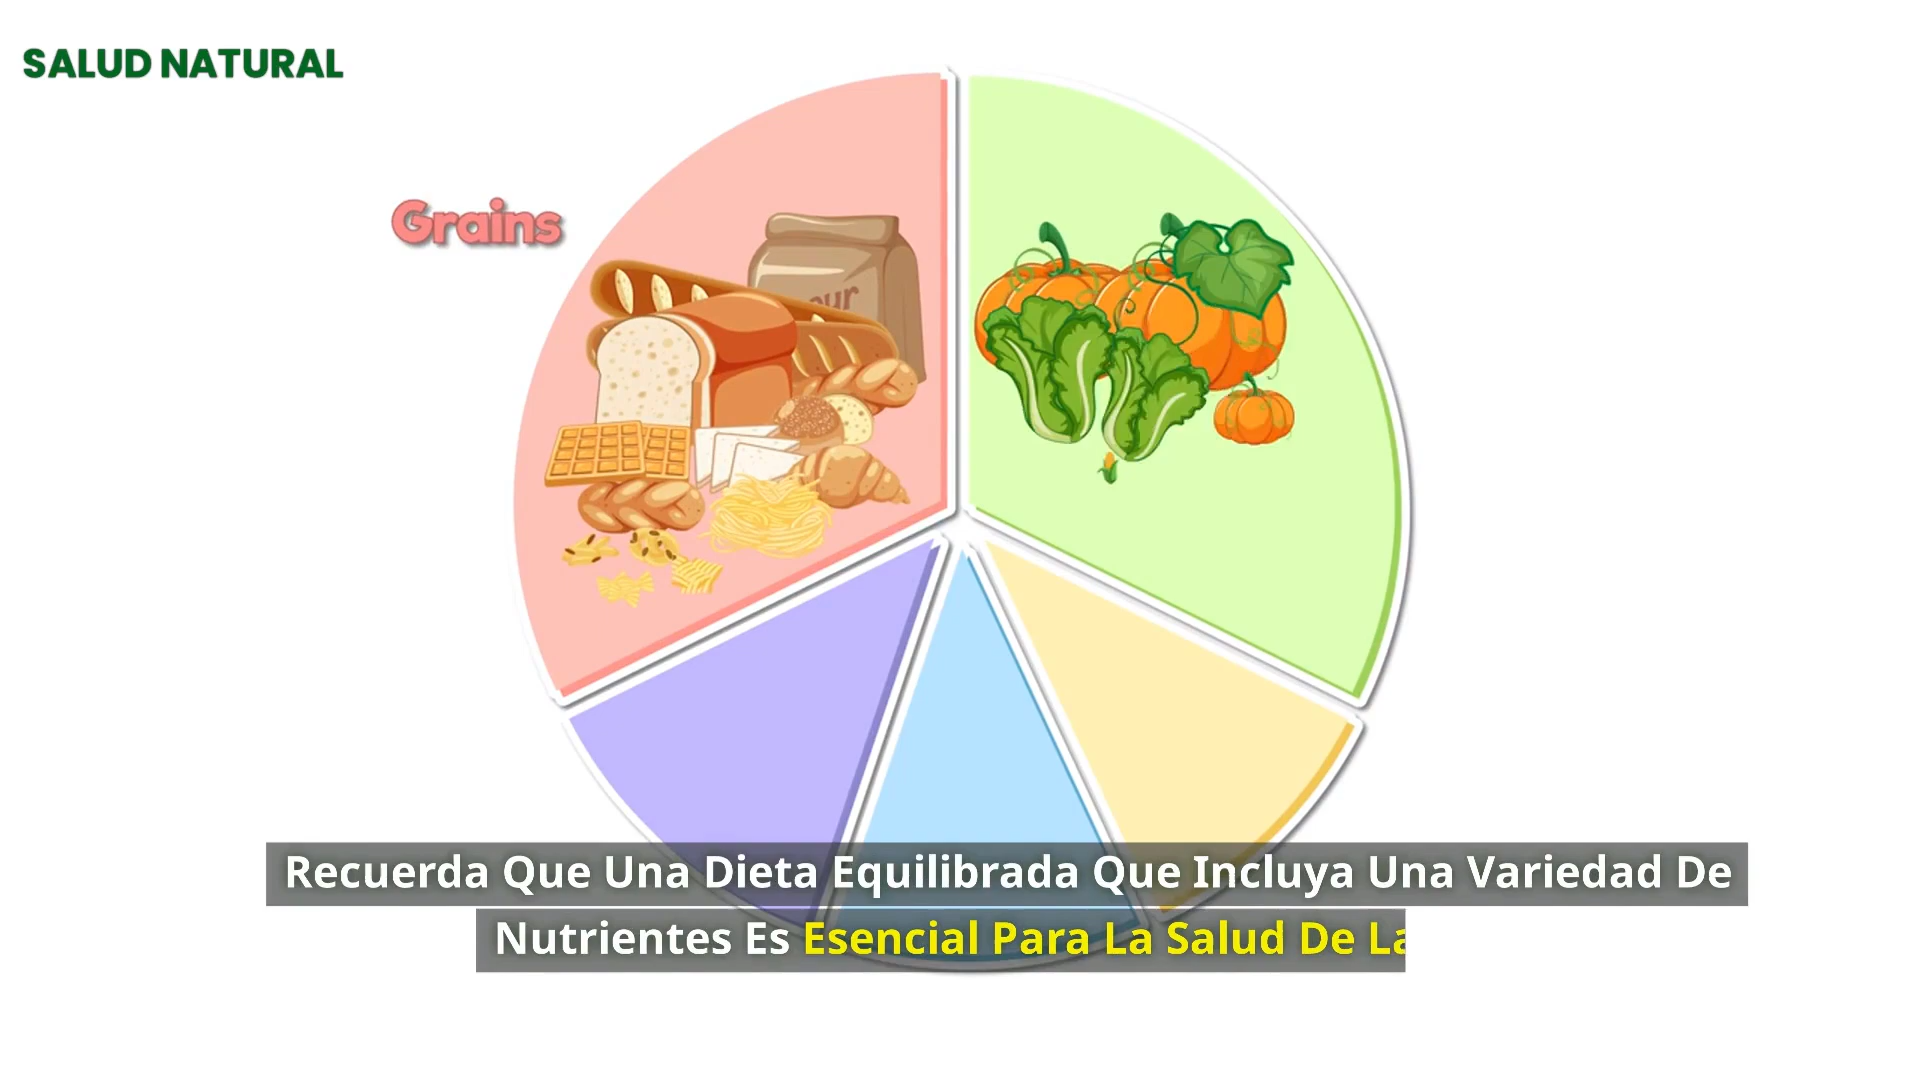 SALUD NATURAL
Grains
Recuerda Que Una Dieta Equilibrada Que Incluya Una Variedad De
Nutrientes Es Esencial Para La Salud De La